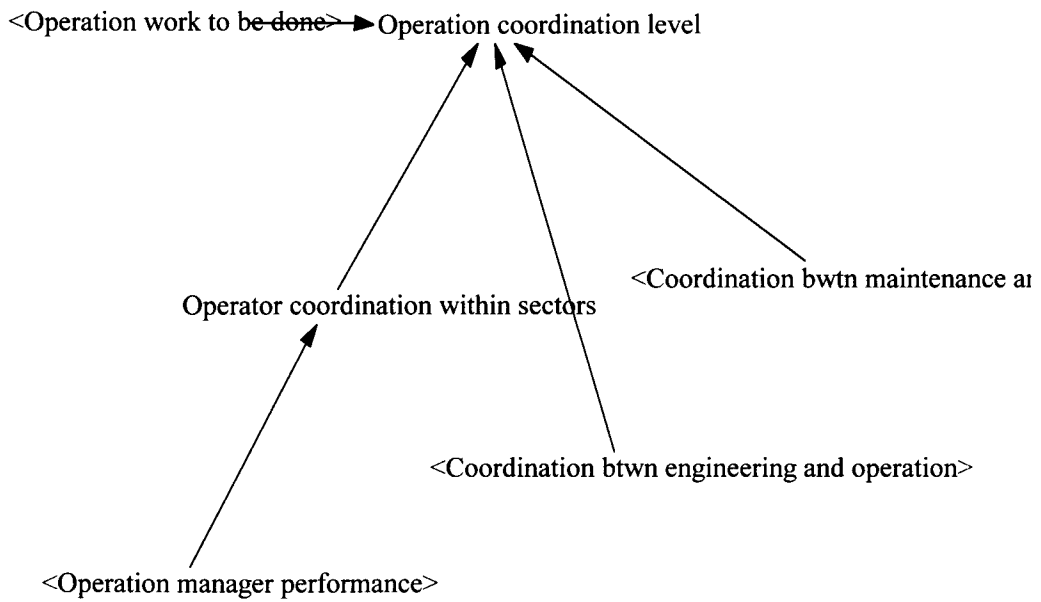 <Operation work to be done>
Operation coordination level
<Coordination bwtn maintenance
Operator coordination within sectors
<Coordination btwn engineering and operation>
<Operation manager performance>